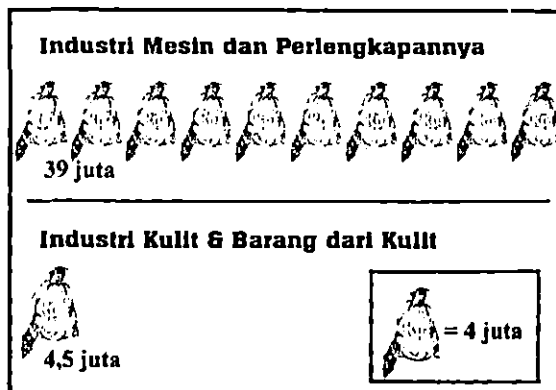 Industri Mesin dan Perlengkapannya
39 juta
Industri Kulit & Barang dari Kulit
4,5 juta
= 4 juta